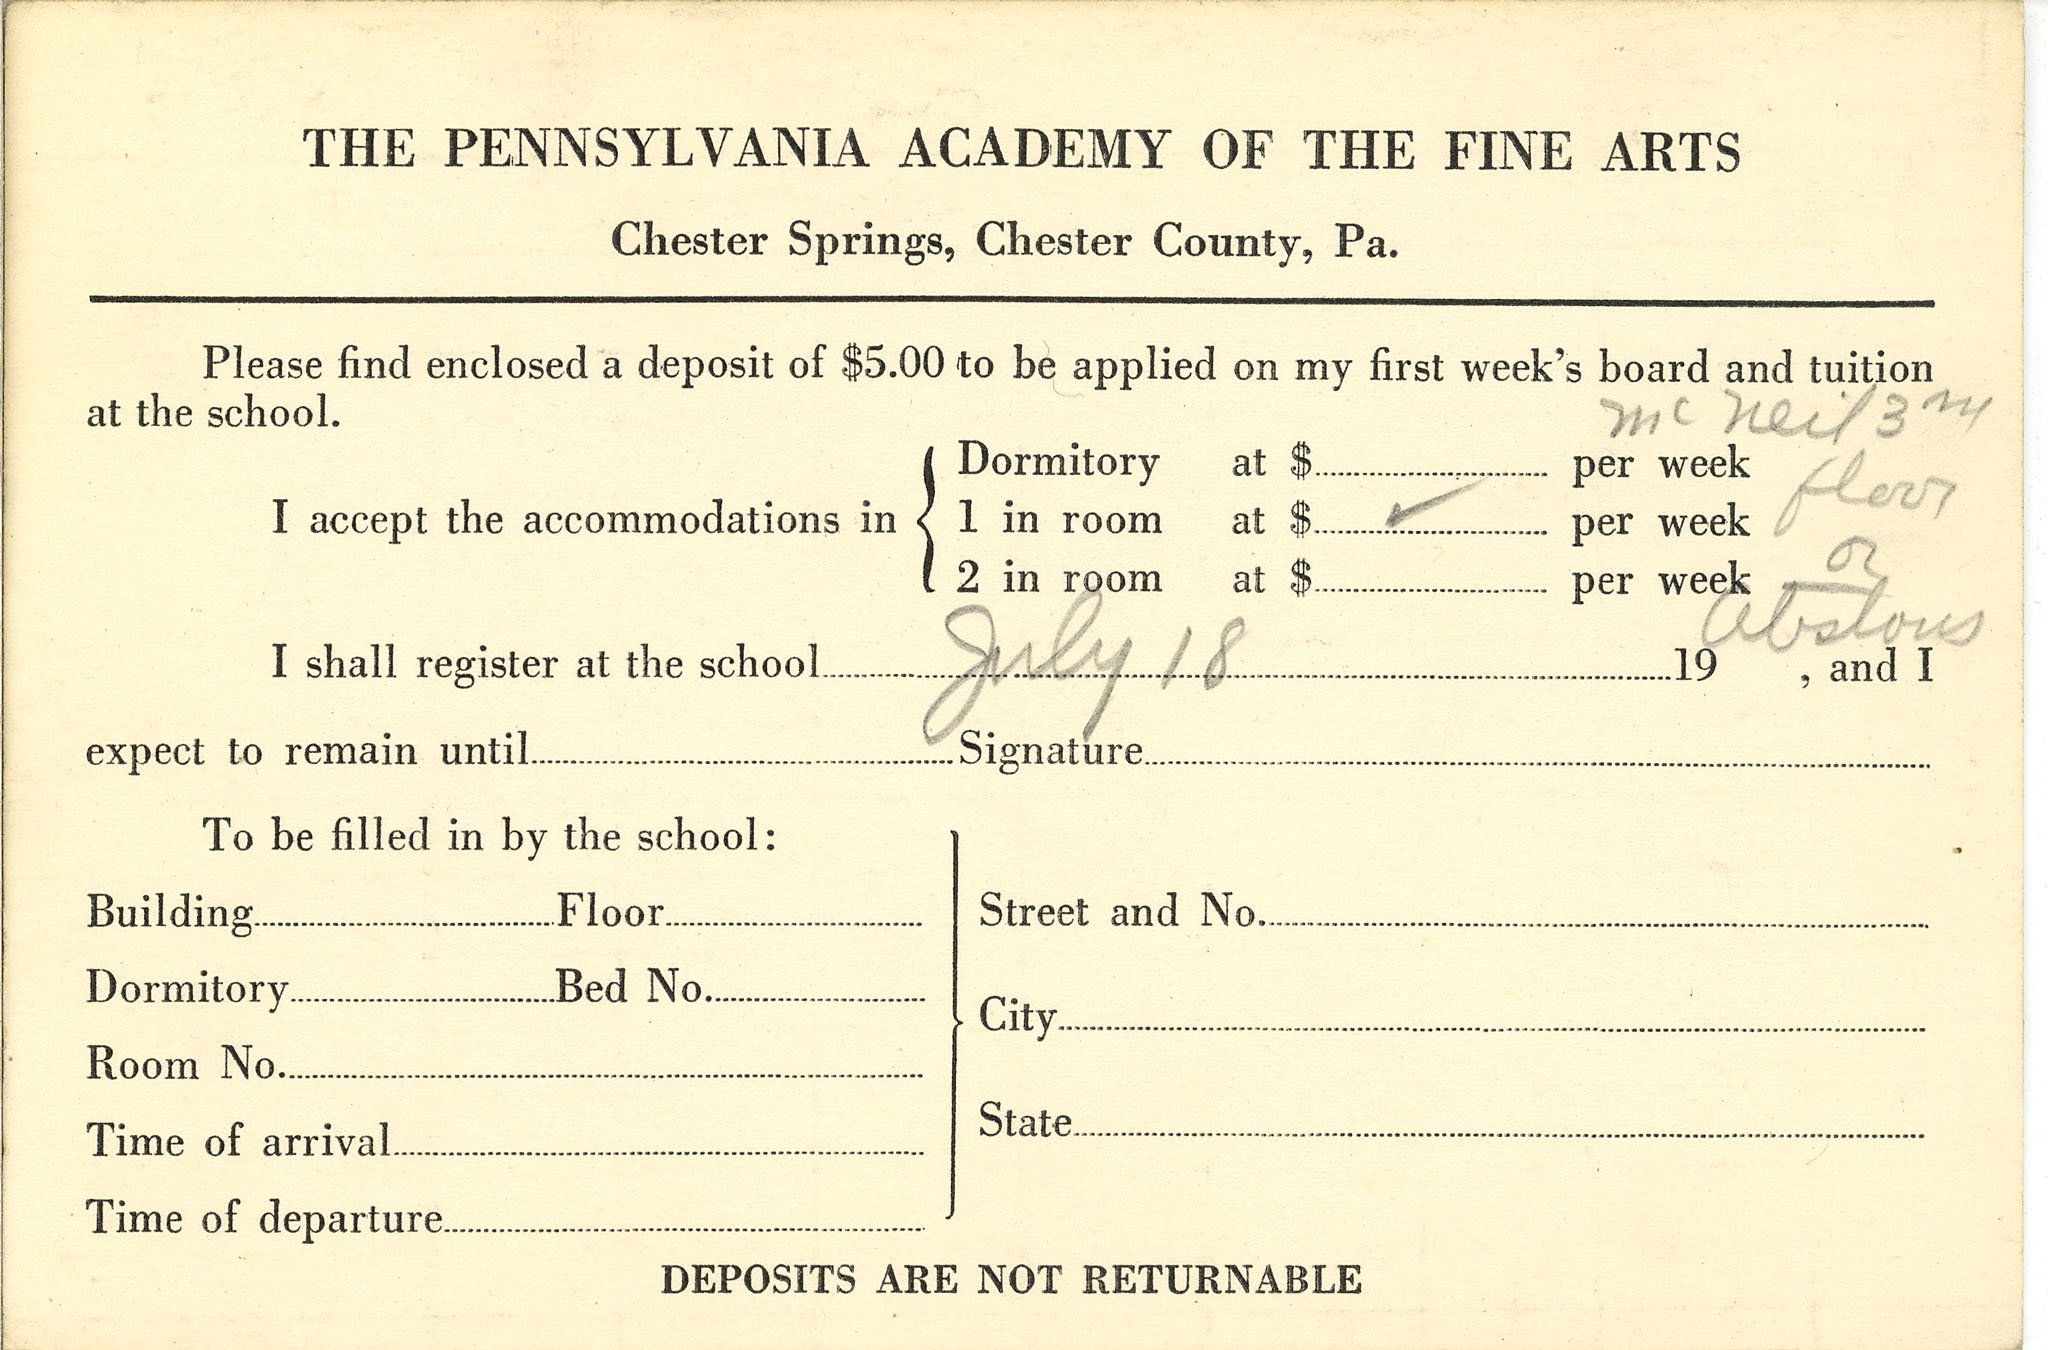 THE PENNSYLVANIA ACADEMY OF THE FINE ARTS
Chester Springs, Chester County, Pa.
Please find enclosed a deposit of $5.00 to be applied on my first week's board and tuition
at the school.
Mc Neil 3rd
floor
or
I accept the accommodations in
Dormitory at $ per week
1 in room at $ ✓ per week
2 in room at $ per week
I shall register at the school July 18 19 , and I
expect to remain until Signature
To be filled in by the school:
Building Floor
Dormitory Bed No.
Room No.
Time of arrival
Time of departure
Street and No.
City
State
DEPOSITS ARE NOT RETURNABLE